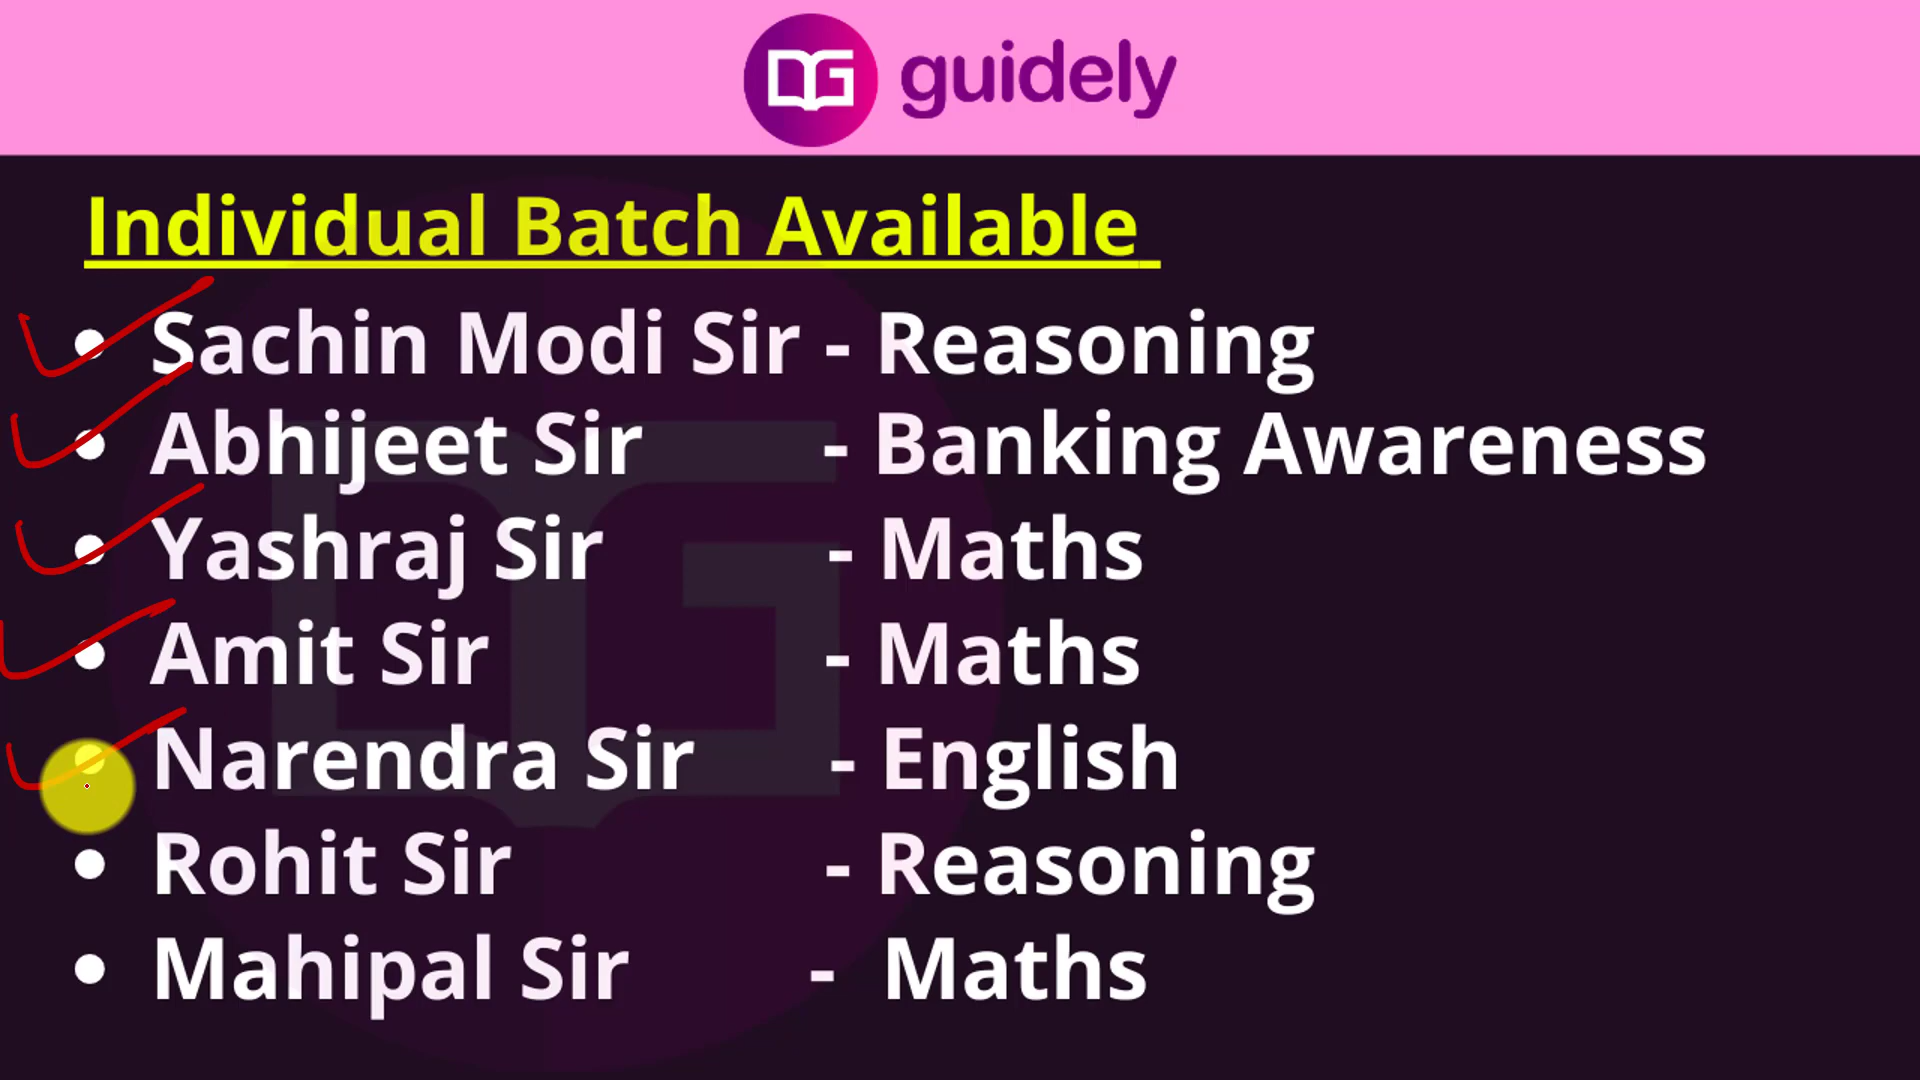 guidely
Individual Batch Available
• Sachin Modi Sir - Reasoning
• Abhijeet Sir - Banking Awareness
• Yashraj Sir - Maths
• Amit Sir - Maths
• Narendra Sir - English
• Rohit Sir - Reasoning
• Mahipal Sir - Maths